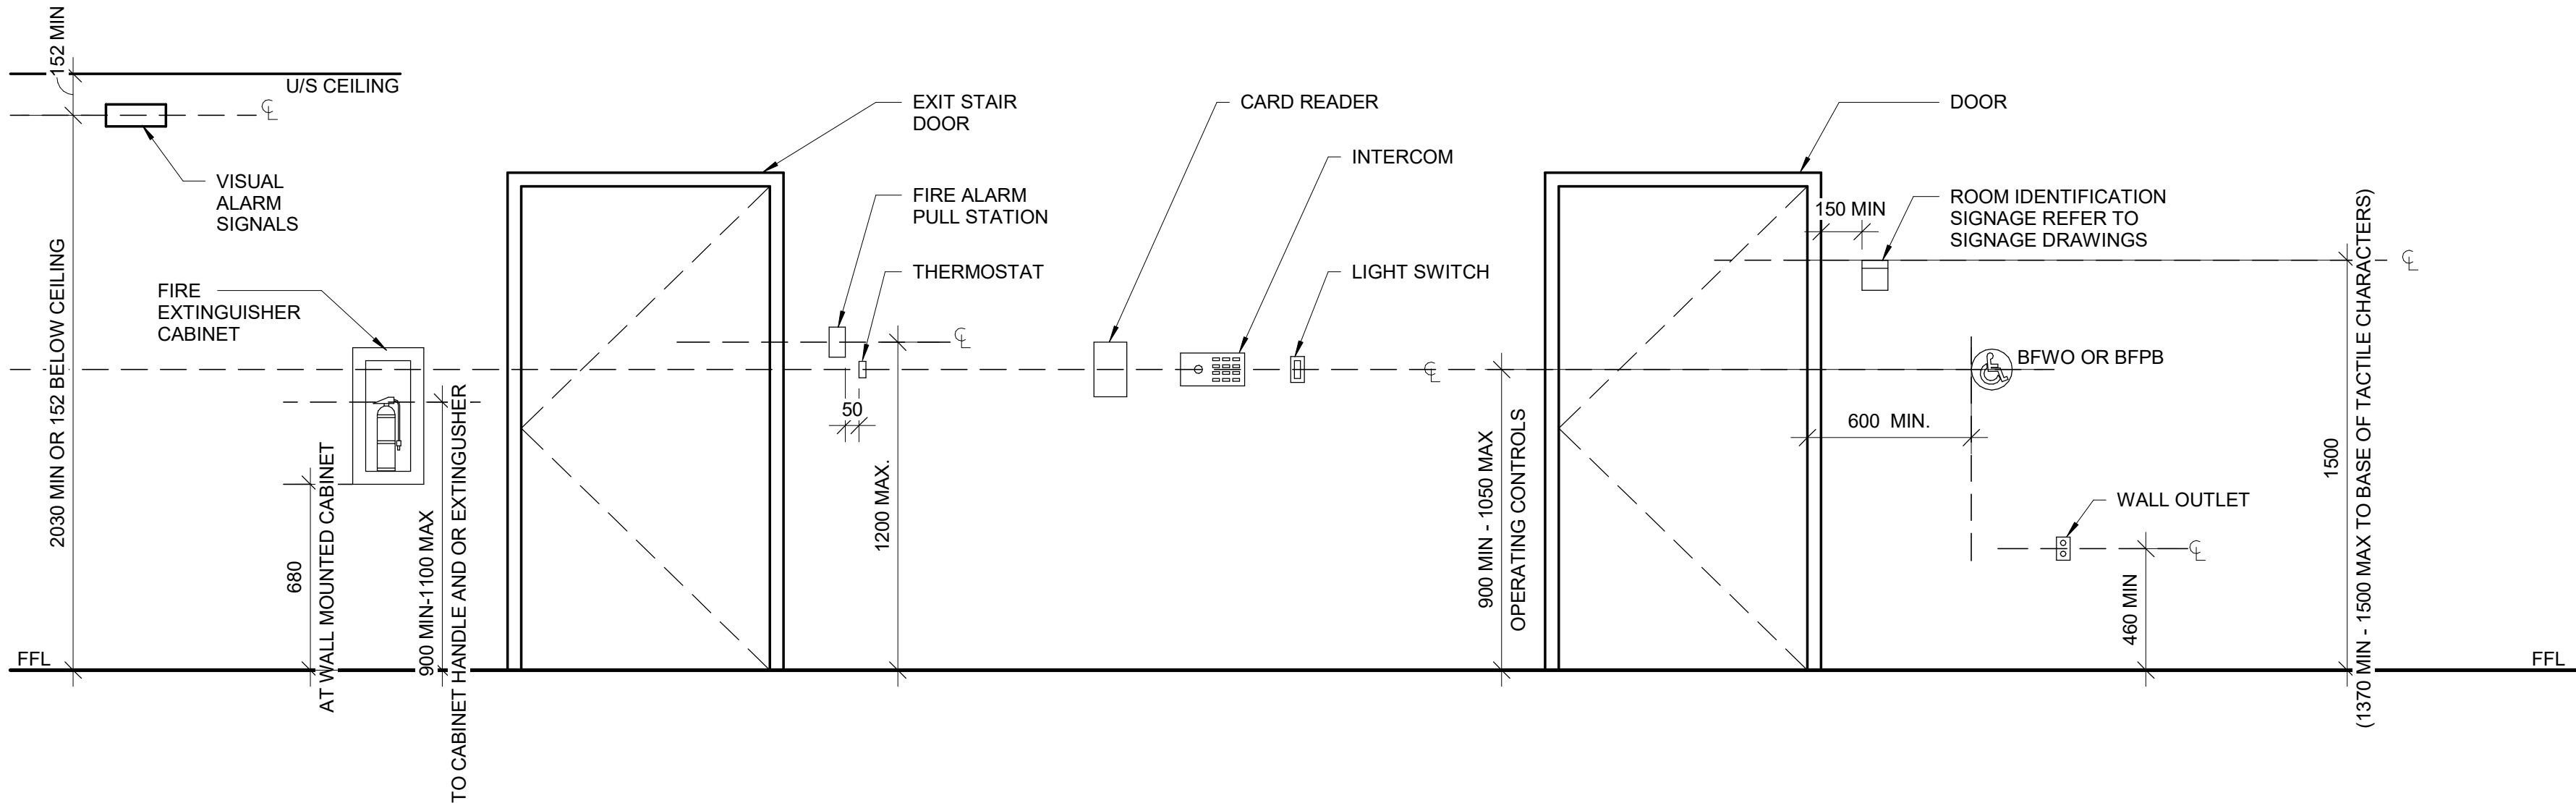 152 MIN
U/S CEILING
C
L
VISUAL
ALARM
SIGNALS
2030 MIN OR 152 BELOW CEILING
FIRE
EXTINGUISHER
CABINET
680
AT WALL MOUNTED CABINET
900 MIN-1100 MAX
TO CABINET HANDLE AND OR EXTINGUSHER
EXIT STAIR
DOOR
FIRE ALARM
PULL STATION
THERMOSTAT
C
L
50
1200 MAX.
CARD READER
INTERCOM
LIGHT SWITCH
C
L
900 MIN - 1050 MAX
OPERATING CONTROLS
DOOR
150 MIN
ROOM IDENTIFICATION
SIGNAGE REFER TO
SIGNAGE DRAWINGS
C
L
BFWO OR BFPB
600 MIN.
WALL OUTLET
C
L
460 MIN
1500
(1370 MIN - 1500 MAX TO BASE OF TACTILE CHARACTERS)
FFL
FFL